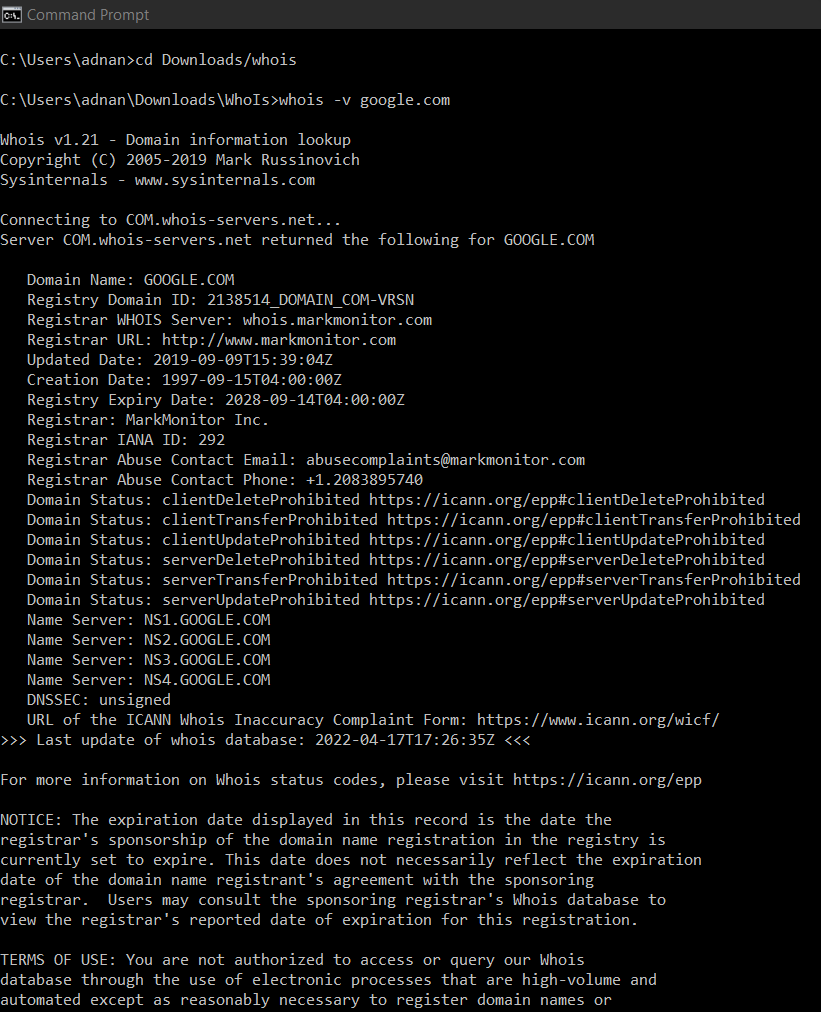 Command Prompt
C:\Users\adnan>cd Downloads/whois
C:\Users\adnan\Downloads\WhoIs>whois -v google.com
Whois v1.21 - Domain information lookup
Copyright (C) 2005-2019 Mark Russinovich
Sysinternals - www.sysinternals.com
Connecting to COM.whois-servers.net...
Server COM.whois-servers.net returned the following for GOOGLE.COM
Domain Name: GOOGLE.COM
Registry Domain ID: 2138514_DOMAIN_COM-VRSN
Registrar WHOIS Server: whois.markmonitor.com
Registrar URL: http://www.markmonitor.com
Updated Date: 2019-09-09T15:39:04Z
Creation Date: 1997-09-15T04:00:00Z
Registry Expiry Date: 2028-09-14T04:00:00Z
Registrar: MarkMonitor Inc.
Registrar IANA ID: 292
Registrar Abuse Contact Email: abusecomplaints@markmonitor.com
Registrar Abuse Contact Phone: +1.2083895740
Domain Status: clientDeleteProhibited https://icann.org/epp#clientDeleteProhibited
Domain Status: clientTransferProhibited https://icann.org/epp#clientTransferProhibited
Domain Status: clientUpdateProhibited https://icann.org/epp#clientUpdateProhibited
Domain Status: serverDeleteProhibited https://icann.org/epp#serverDeleteProhibited
Domain Status: serverTransferProhibited https://icann.org/epp#serverTransferProhibited
Domain Status: serverUpdateProhibited https://icann.org/epp#serverUpdateProhibited
Name Server: NS1.GOOGLE.COM
Name Server: NS2.GOOGLE.COM
Name Server: NS3.GOOGLE.COM
Name Server: NS4.GOOGLE.COM
DNSSEC: unsigned
URL of the ICANN Whois Inaccuracy Complaint Form: https://www.icann.org/wicf/
>>> Last update of whois database: 2022-04-17T17:26:35Z <<<
For more information on Whois status codes, please visit https://icann.org/epp
NOTICE: The expiration date displayed in this record is the date the
registrar's sponsorship of the domain name registration in the registry is
currently set to expire. This date does not necessarily reflect the expiration
date of the domain name registrant's agreement with the sponsoring
registrar.  Users may consult the sponsoring registrar's Whois database to
view the registrar's reported date of expiration for this registration.
TERMS OF USE: You are not authorized to access or query our Whois
database through the use of electronic processes that are high-volume and
automated except as reasonably necessary to register domain names or